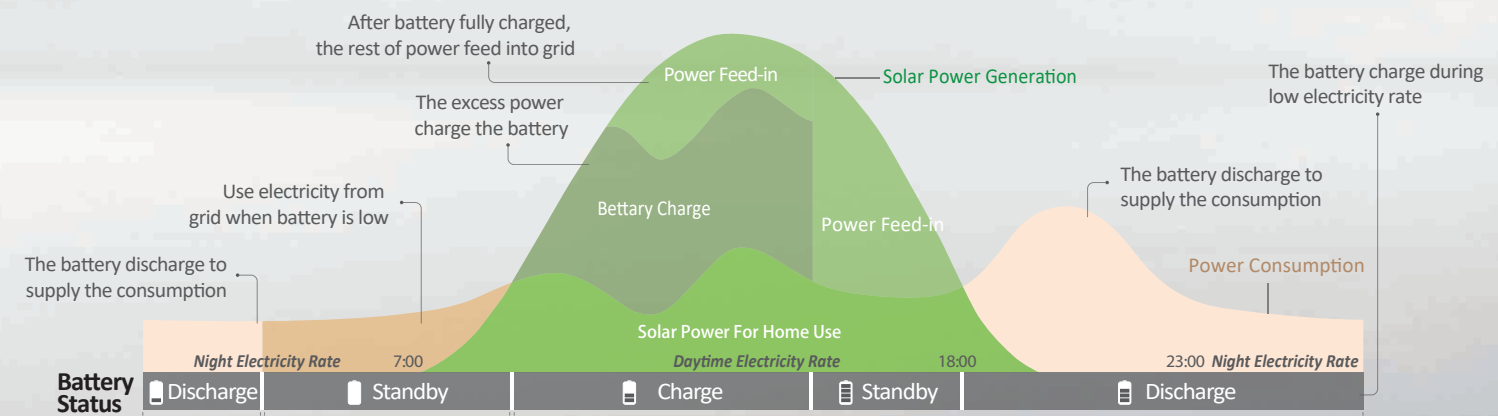 After battery fully charged,
the rest of power feed into grid
Power Feed-in
Solar Power Generation
The battery charge during
low electricity rate
The excess power
charge the battery
Use electricity from
grid when battery is low
Bettary Charge
Power Feed-in
The battery discharge to
supply the consumption
The battery discharge to
supply the consumption
Power Consumption
Solar Power For Home Use
Night Electricity Rate 7:00 Daytime Electricity Rate 18:00 23:00 Night Electricity Rate
Battery
Status
Discharge Standby Charge Standby Discharge